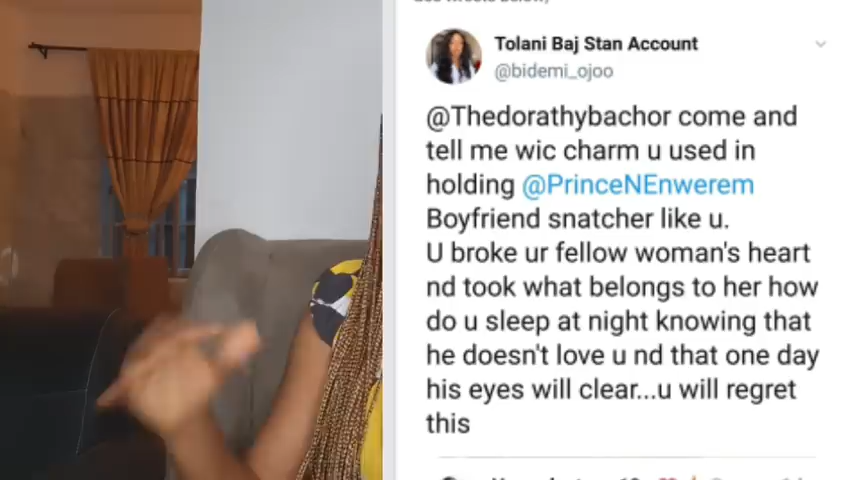 Tolani Baj Stan Account
@bidemi_ojoo
@Thedorathybachor come and
tell me wic charm u used in
holding @PrinceNEnwerem
Boyfriend snatcher like u.
U broke ur fellow woman's heart
nd took what belongs to her how
do u sleep at night knowing that
he doesn't love u nd that one day
his eyes will clear...u will regret
this